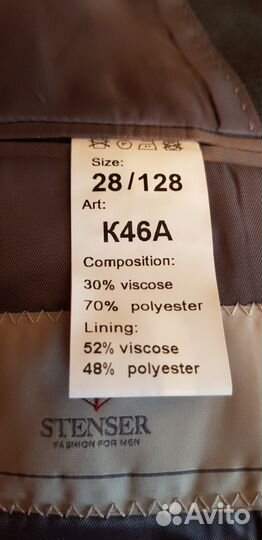 Size:
28/128
Art:
К46А
Composition:
30% viscose
70% polyester
Lining:
52% viscose
48% polyester
STENSER
FASHION FOR MEN
Avito